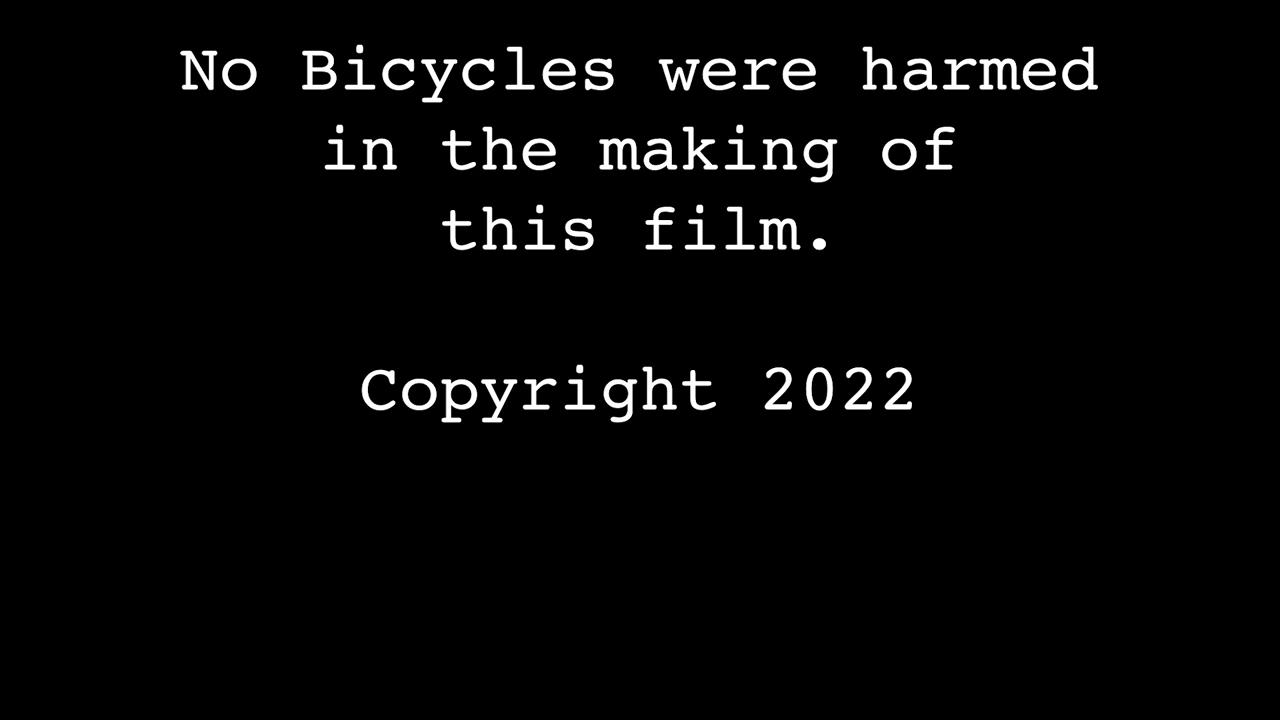 No Bicycles were harmed
in the making of
this film.
Copyright 2022